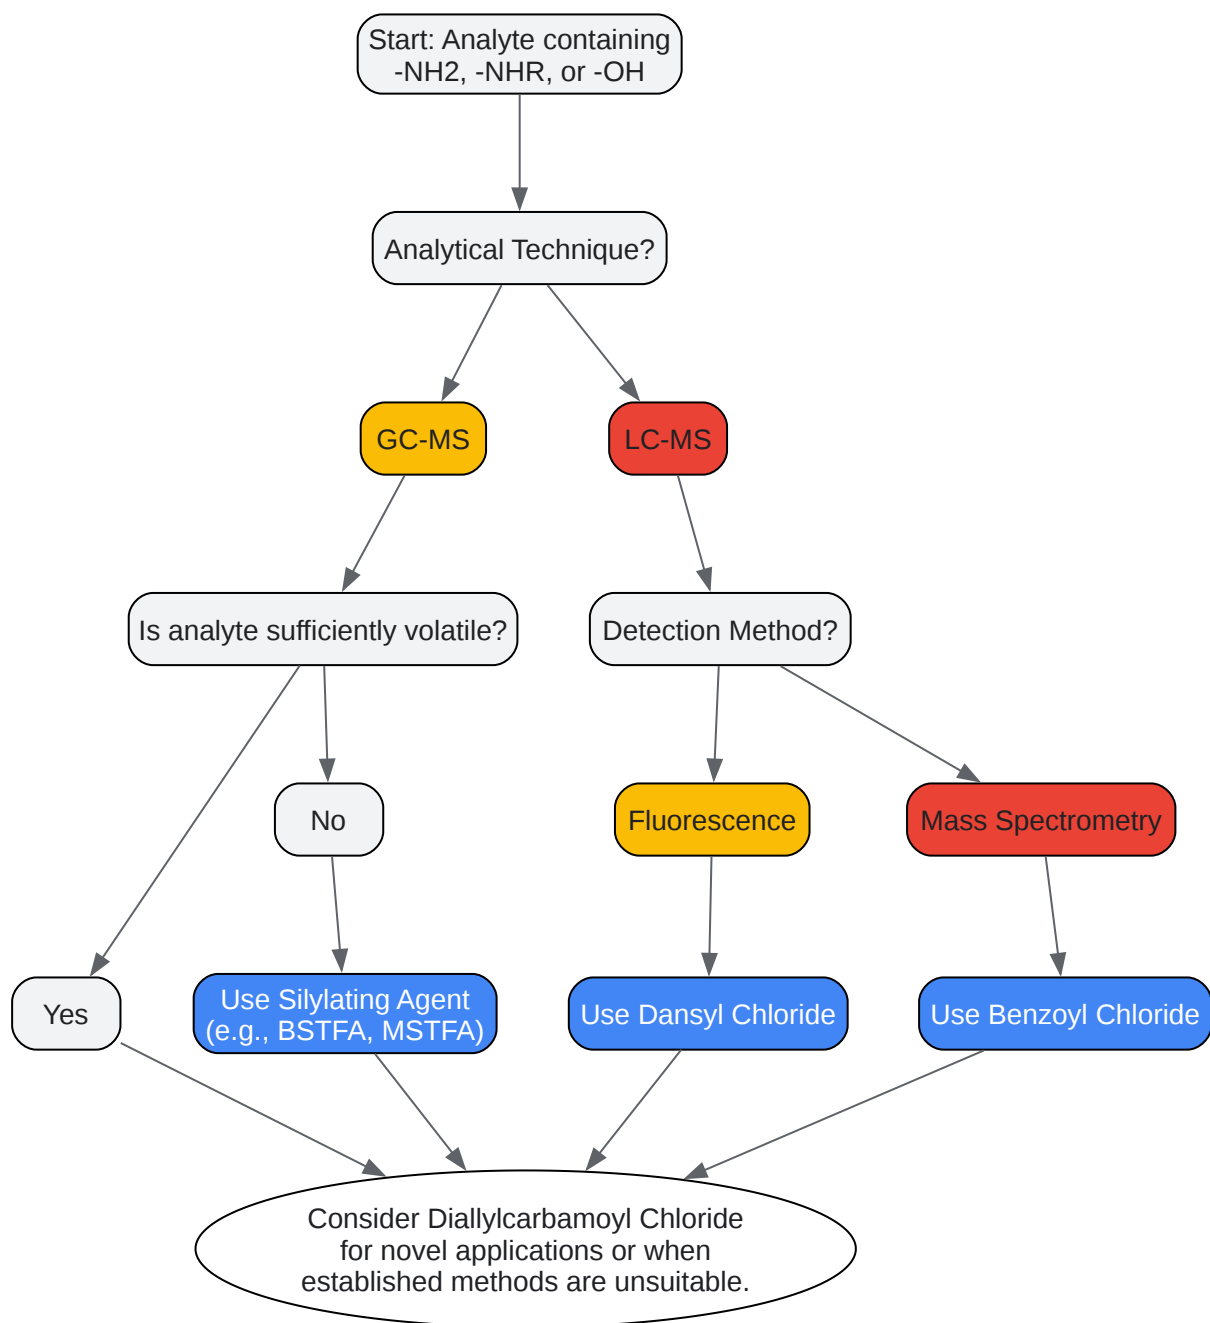 Start: Analyte containing
-NH2, -NHR, or -OH
Analytical Technique?
GC-MS
LC-MS
Is analyte sufficiently volatile?
Detection Method?
No
Fluorescence
Mass Spectrometry
Yes
Use Silylating Agent
(e.g., BSTFA, MSTFA)
Use Dansyl Chloride
Use Benzoyl Chloride
Consider Diallylcarbamoyl Chloride
for novel applications or when
established methods are unsuitable.